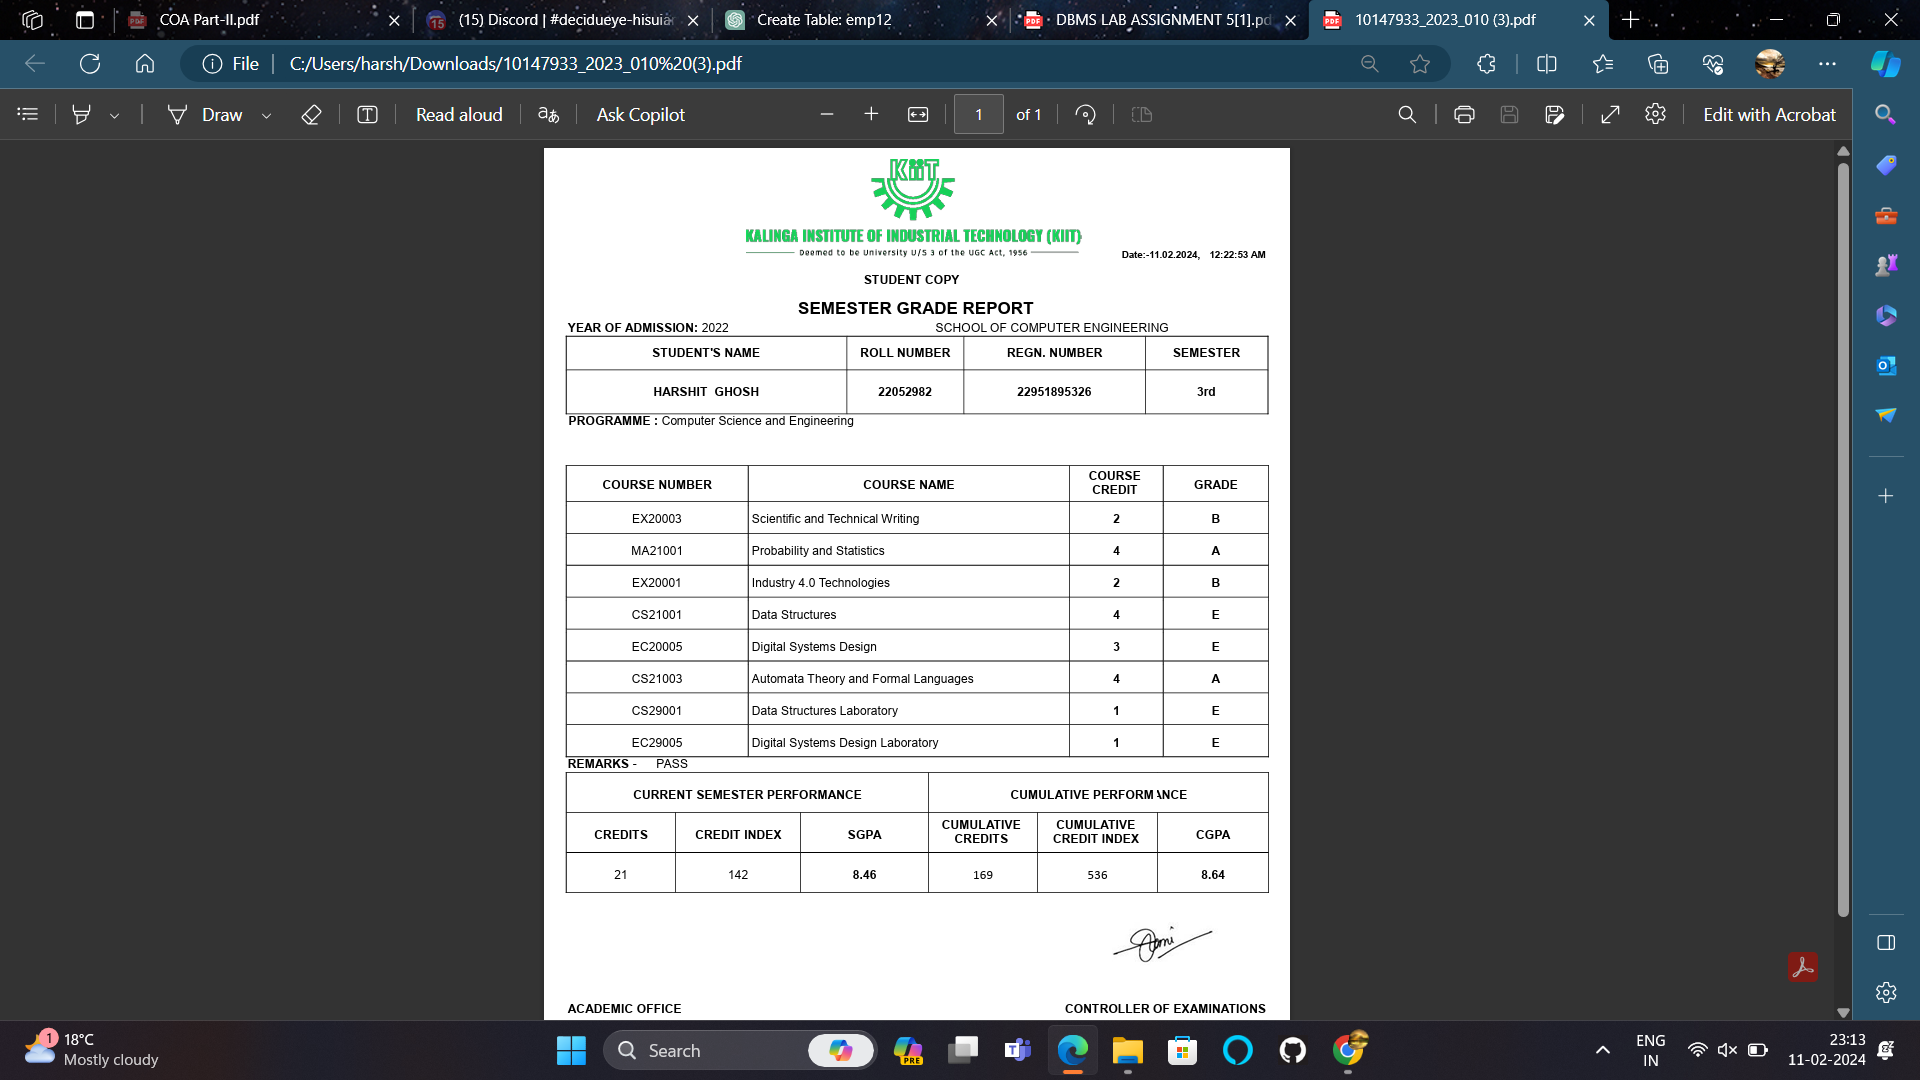 COA Part-II.pdf
(15) Discord | #decidueye-hisuiar
Create Table: emp12
DBMS LAB ASSIGNMENT 5[1].pd
10147933_2023_010 (3).pdf
File
C:/Users/harsh/Downloads/10147933_2023_010%20(3).pdf
Draw
Read aloud
Ask Copilot
1
of 1
Edit with Acrobat
KiiT
KALINGA INSTITUTE OF INDUSTRIAL TECHNOLOGY (KIIT)
Deemed to be University U/S 3 of the UGC Act, 1956
Date:-11.02.2024, 12:22:53 AM
STUDENT COPY
SEMESTER GRADE REPORT
YEAR OF ADMISSION: 2022 SCHOOL OF COMPUTER ENGINEERING
STUDENT'S NAME ROLL NUMBER REGN. NUMBER SEMESTER
HARSHIT GHOSH 22052982 22951895326 3rd
PROGRAMME : Computer Science and Engineering
COURSE NUMBER COURSE NAME COURSE CREDIT GRADE
EX20003 Scientific and Technical Writing 2 B
MA21001 Probability and Statistics 4 A
EX20001 Industry 4.0 Technologies 2 B
CS21001 Data Structures 4 E
EC20005 Digital Systems Design 3 E
CS21003 Automata Theory and Formal Languages 4 A
CS29001 Data Structures Laboratory 1 E
EC29005 Digital Systems Design Laboratory 1 E
REMARKS - PASS
CURRENT SEMESTER PERFORMANCE CUMULATIVE PERFORMANCE
CREDITS CREDIT INDEX SGPA CUMULATIVE CREDITS CUMULATIVE CREDIT INDEX CGPA
21 142 8.46 169 536 8.64
ACADEMIC OFFICE CONTROLLER OF EXAMINATIONS
1
18°C
Mostly cloudy
Search
PRE
ENG
IN
23:13
11-02-2024